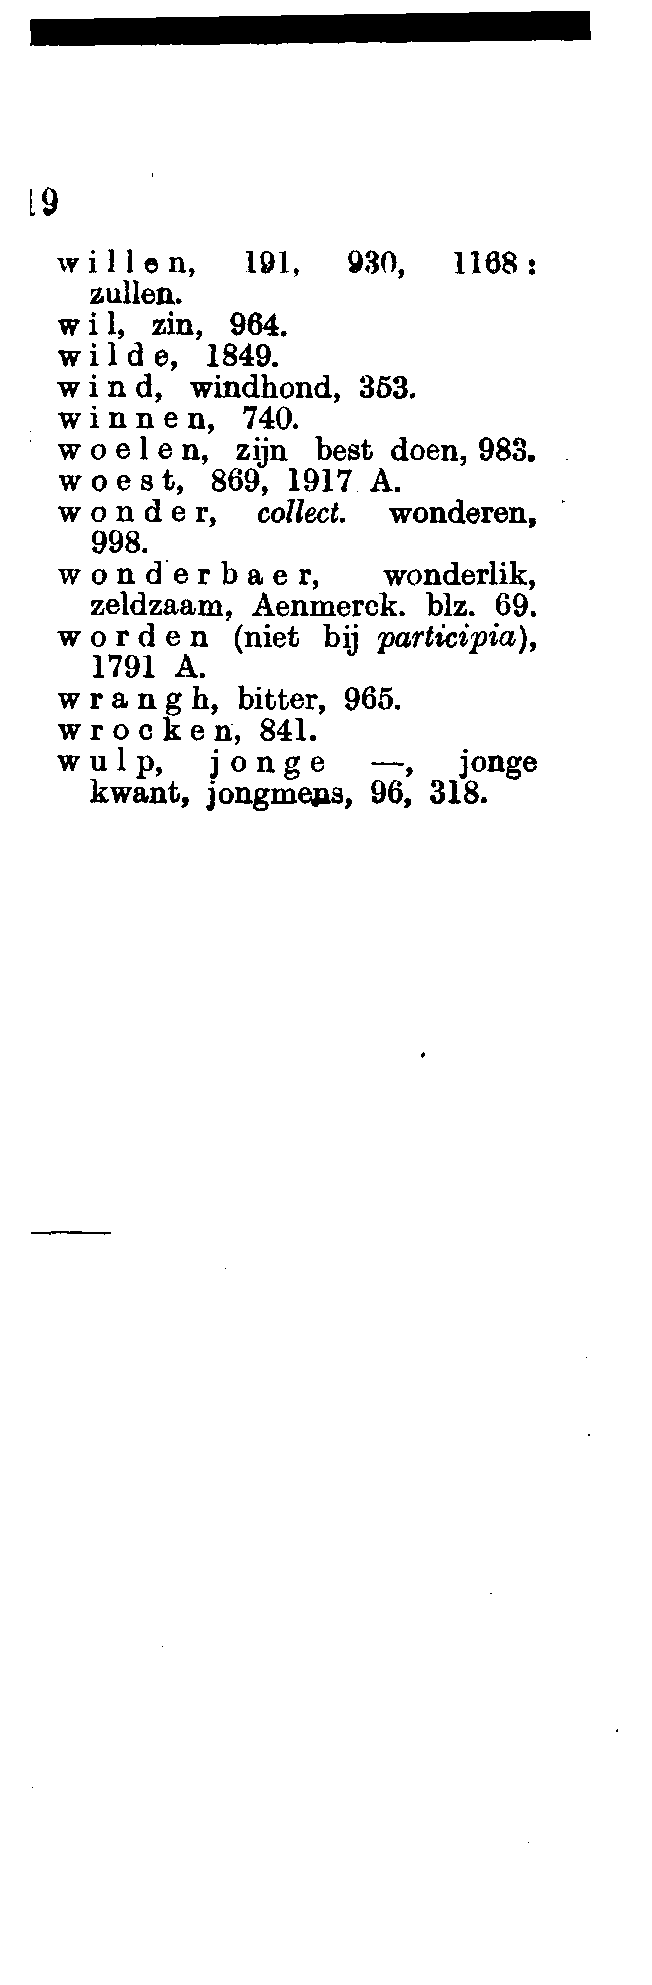 19
willen, 191, 930, 1168:
zullen.
wil, zin, 964.
wilde, 1849.
wind, windhond, 353.
winnen, 740.
woelen, zijn best doen, 983.
woest, 869, 1917 A.
wonder, collect. wonderen,
998.
wonderbaer, wonderlik,
zeldzaam, Aenmerck. blz. 69.
worden (niet bij participia),
1791 A.
wrangh, bitter, 965.
wrocken, 841.
wulp, jonge —, jonge
kwant, jongmens, 96, 318.